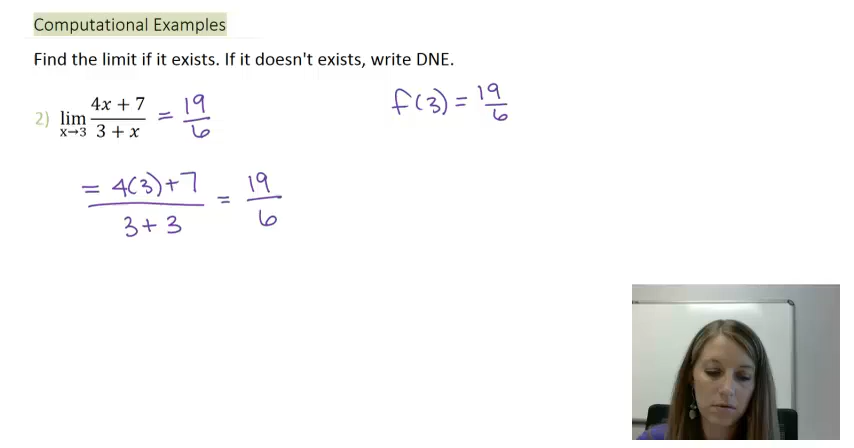 Computational Examples
Find the limit if it exists. If it doesn't exists, write DNE.
2) lim x→3 (4x + 7)/(3 + x) = 19/6
f(3) = 19/6
= (4(3)+7)/(3+3) = 19/6